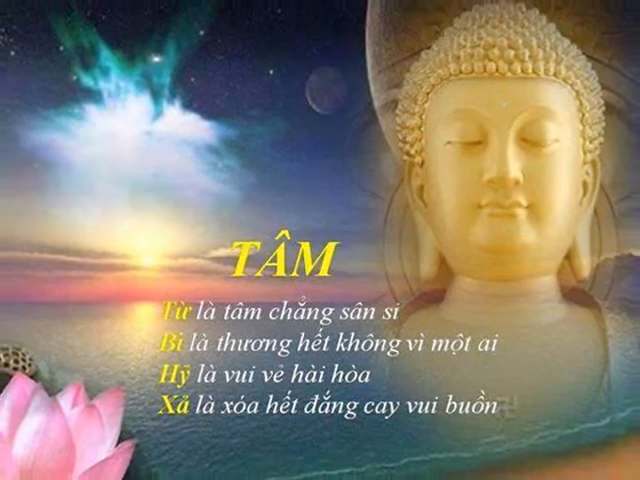 TÂM
Từ là tâm chẳng sân si
Bi là thương hết không vì một ai
Hỷ là vui vẻ hài hòa
Xả là xóa hết đắng cay vui buồn